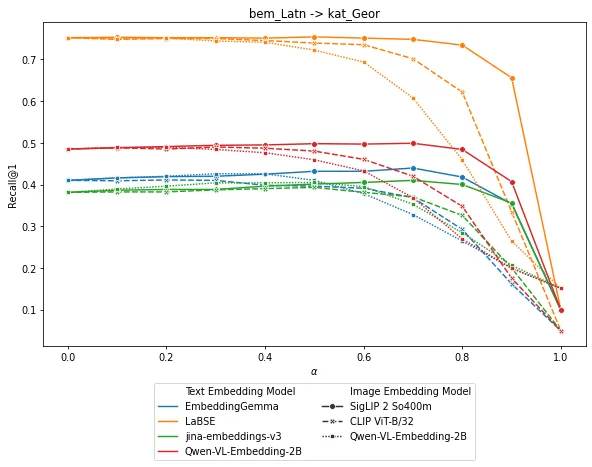 bem_Latn -> kat_Geor
Recall@1
0.7
0.6
0.5
0.4
0.3
0.2
0.1
0.0 0.2 0.4 0.6 0.8 1.0
α
Text Embedding Model Image Embedding Model
EmbeddingGemma SigLIP 2 So400m
LaBSE CLIP ViT-B/32
jina-embeddings-v3 Qwen-VL-Embedding-2B
Qwen-VL-Embedding-2B